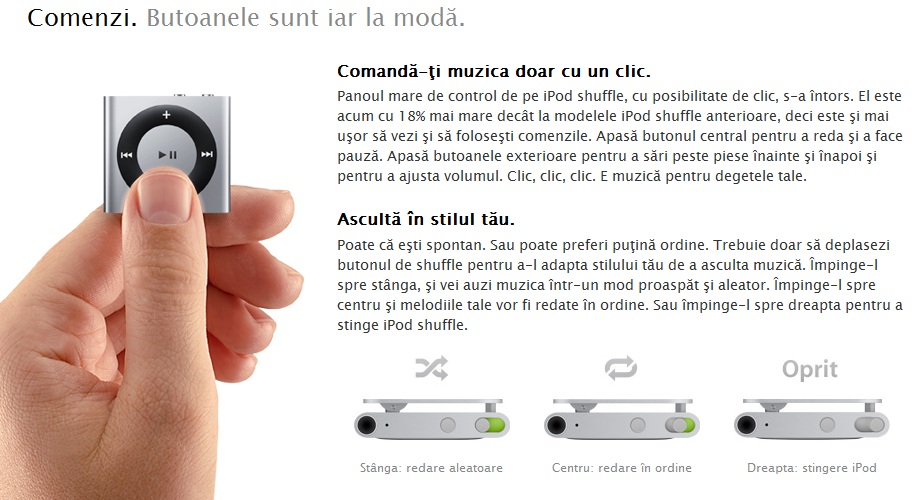 Comenzi. Butoanele sunt iar la modă.
Comandă-ţi muzica doar cu un clic.
Panoul mare de control de pe iPod shuffle, cu posibilitate de clic, s-a întors. El este
acum cu 18% mai mare decât la modelele iPod shuffle anterioare, deci este şi mai
uşor să vezi şi să foloseşti comenzile. Apasă butonul central pentru a reda şi a face
pauză. Apasă butoanele exterioare pentru a sări peste piese înainte şi înapoi şi
pentru a ajusta volumul. Clic, clic, clic. E muzică pentru degetele tale.
Ascultă în stilul tău.
Poate că eşti spontan. Sau poate preferi puţină ordine. Trebuie doar să deplasezi
butonul de shuffle pentru a-l adapta stilului tău de a asculta muzică. Împinge-l
spre stânga, şi vei auzi muzica într-un mod proaspăt şi aleator. Împinge-l spre
centru şi melodiile tale vor fi redate în ordine. Sau împinge-l spre dreapta pentru a
stinge iPod shuffle.
Oprit
Stânga: redare aleatoare
Centru: redare în ordine
Dreapta: stingere iPod